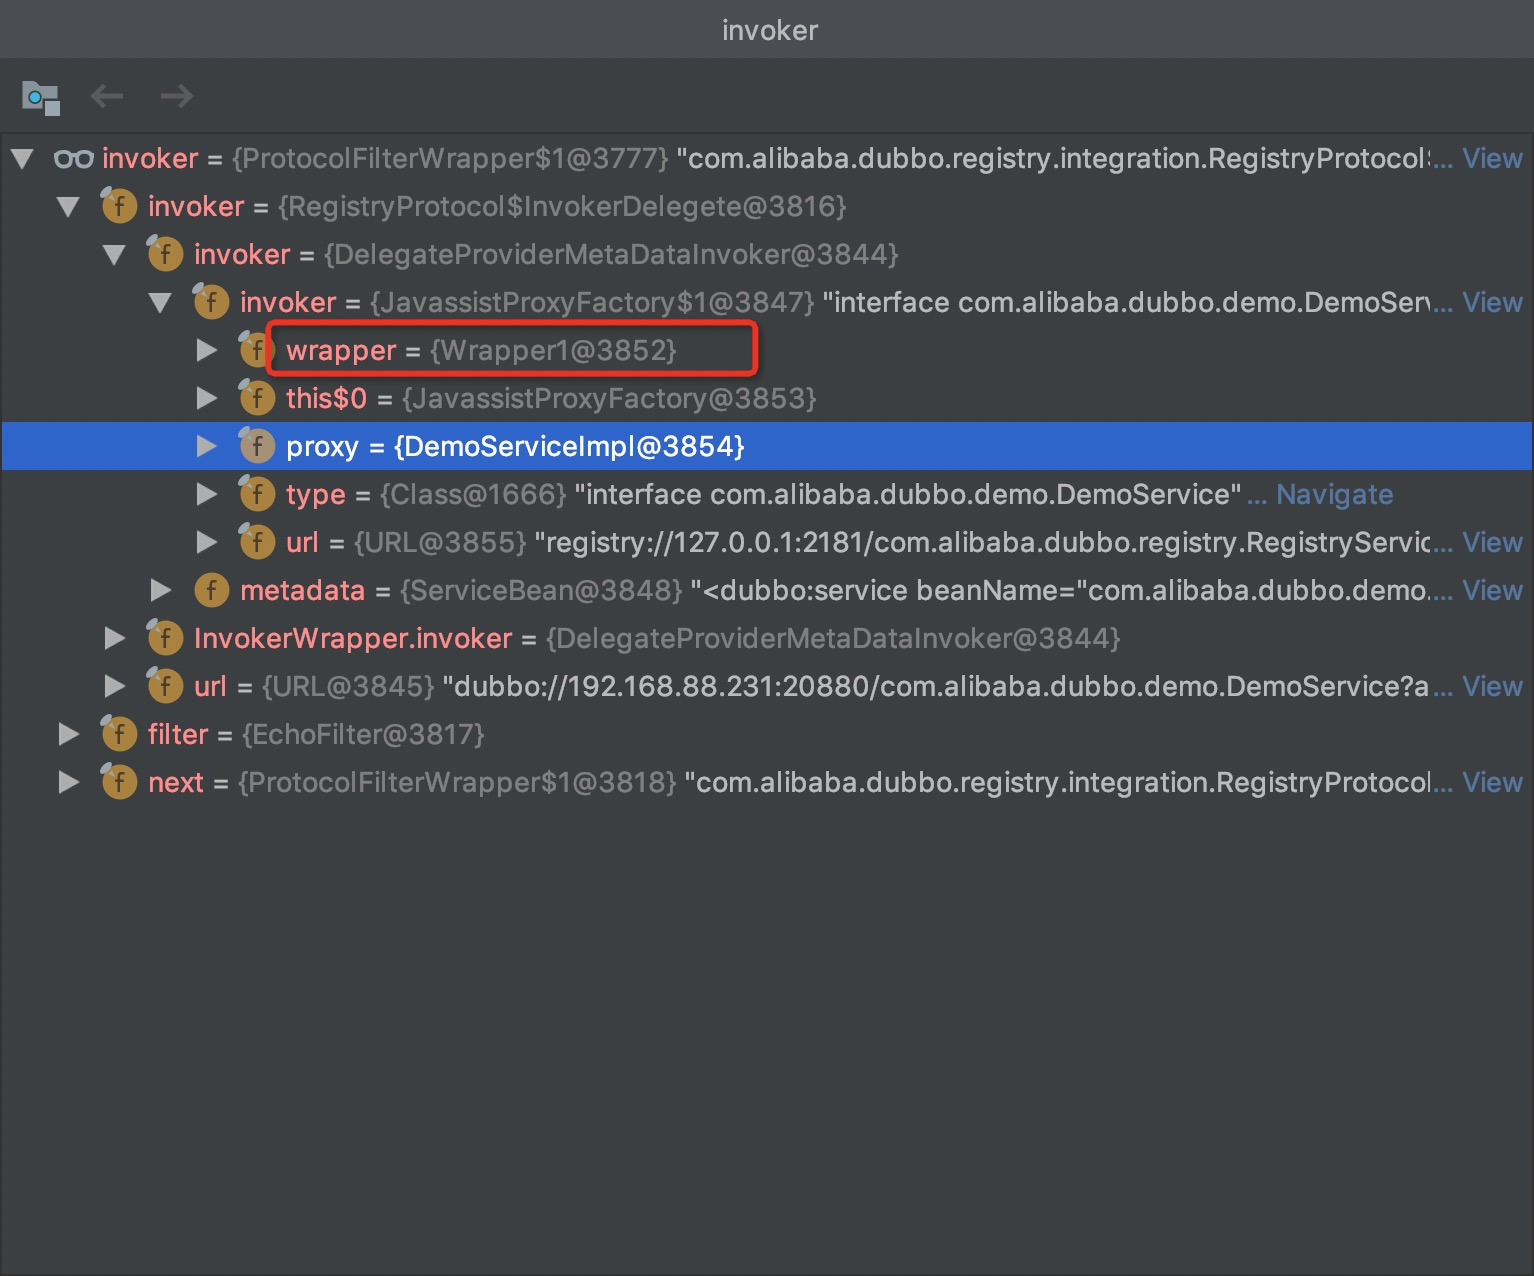 invoker
invoker = {ProtocolFilterWrapper$1@3777} "com.alibaba.dubbo.registry.integration.RegistryProtocol$... View
f invoker = {RegistryProtocol$InvokerDelegete@3816}
f invoker = {DelegateProviderMetaDataInvoker@3844}
f invoker = {JavassistProxyFactory$1@3847} "interface com.alibaba.dubbo.demo.DemoServ... View
f wrapper = {Wrapper1@3852}
f this$0 = {JavassistProxyFactory@3853}
f proxy = {DemoServiceImpl@3854}
f type = {Class@1666} "interface com.alibaba.dubbo.demo.DemoService" ... Navigate
f url = {URL@3855} "registry://127.0.0.1:2181/com.alibaba.dubbo.registry.RegistryServic... View
f metadata = {ServiceBean@3848} "<dubbo:service beanName="com.alibaba.dubbo.demo.... View
f InvokerWrapper.invoker = {DelegateProviderMetaDataInvoker@3844}
f url = {URL@3845} "dubbo://192.168.88.231:20880/com.alibaba.dubbo.demo.DemoService?a... View
f filter = {EchoFilter@3817}
f next = {ProtocolFilterWrapper$1@3818} "com.alibaba.dubbo.registry.integration.RegistryProtocol... View